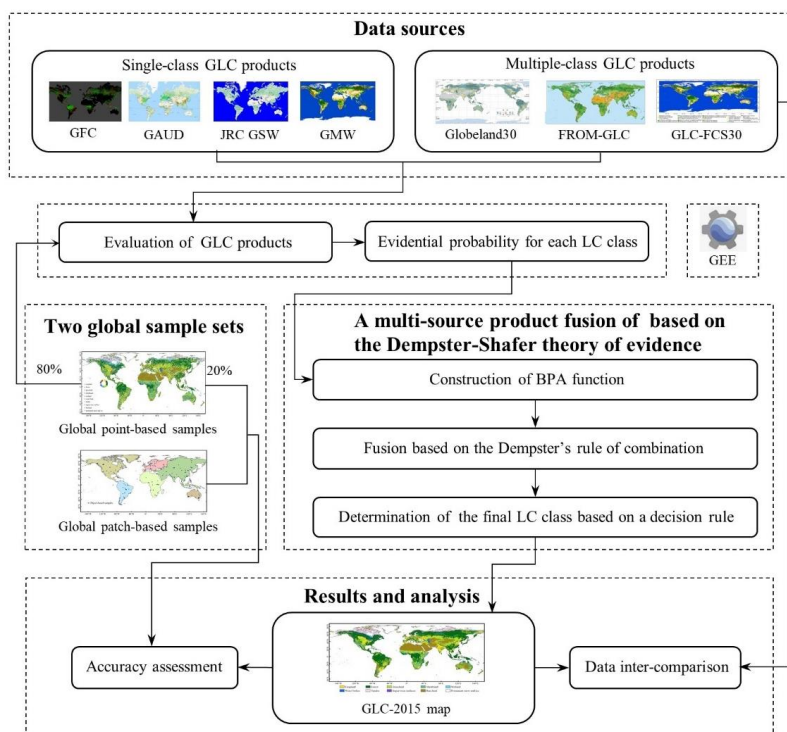 Data sources
Single-class GLC products
Multiple-class GLC products
GFC
GAUD
JRC GSW
GMW
Globeland30
FROM-GLC
GLC-FCS30
Evaluation of GLC products
Evidential probability for each LC class
GEE
Two global sample sets
80%
20%
Global point-based samples
Global patch-based samples
A multi-source product fusion of based on
the Dempster-Shafer theory of evidence
Construction of BPA function
Fusion based on the Dempster's rule of combination
Determination of the final LC class based on a decision rule
Results and analysis
Accuracy assessment
GLC-2015 map
Data inter-comparison